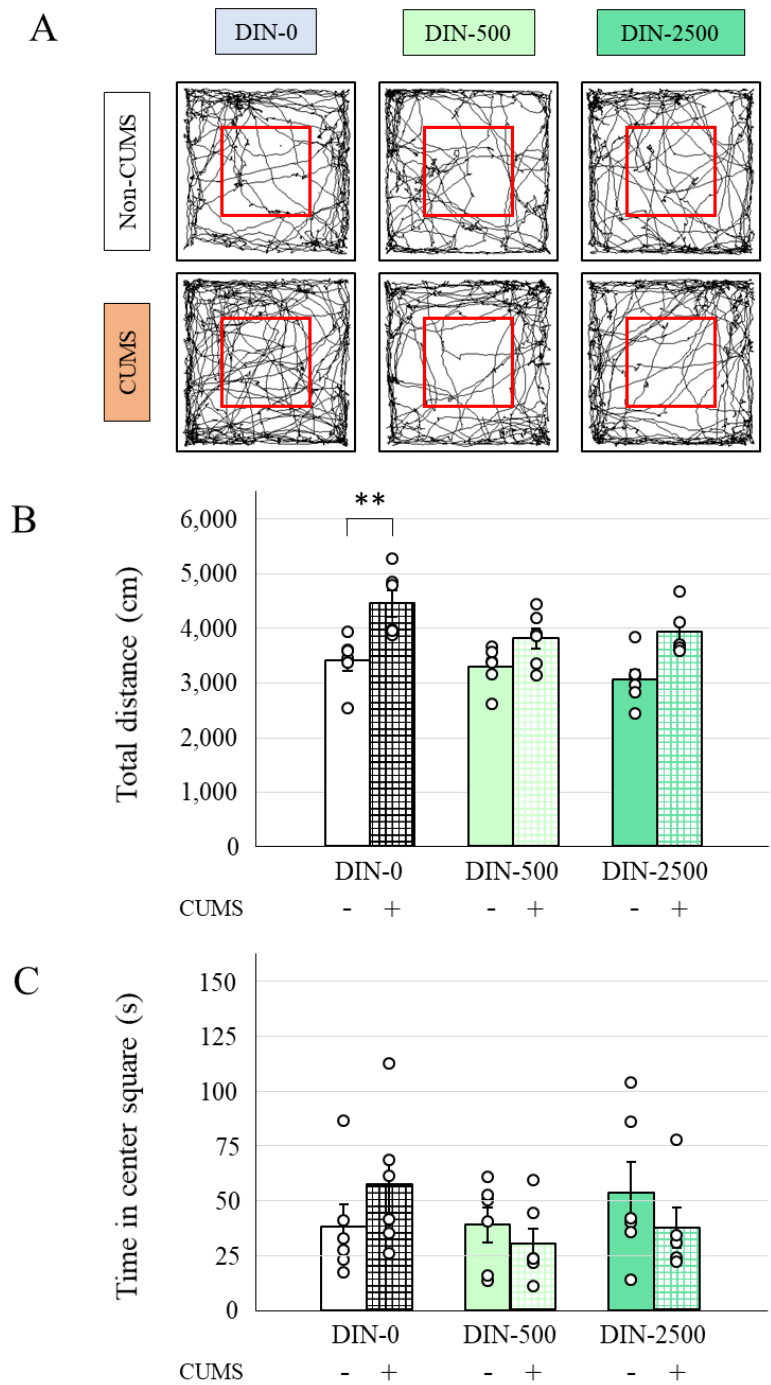 A
DIN-0 DIN-500 DIN-2500
Non-CUMS
CUMS
B
**
Total distance (cm)
6,000
5,000
4,000
3,000
2,000
1,000
0
DIN-0 DIN-500 DIN-2500
CUMS - + - + - +
C
Time in center square (s)
150
125
100
75
50
25
0
DIN-0 DIN-500 DIN-2500
CUMS - + - + - +